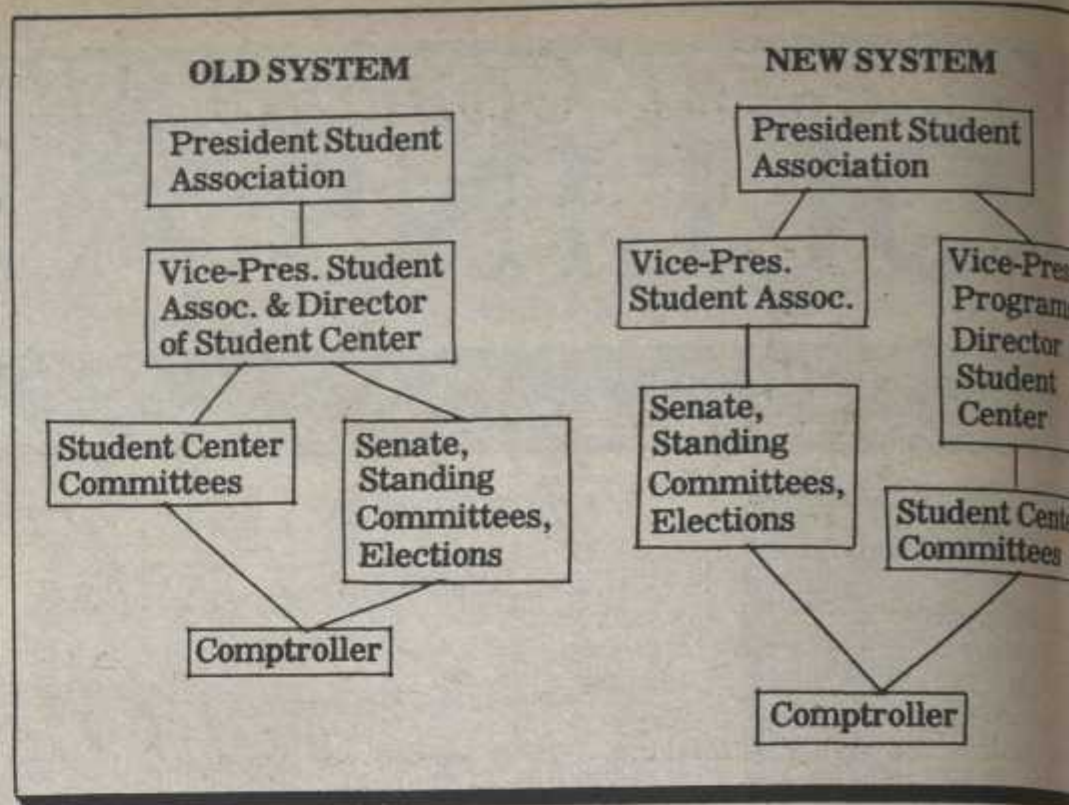 OLD SYSTEM
President Student
Association
Vice-Pres. Student
Assoc. & Director
of Student Center
Student Center
Committees
Senate,
Standing
Committees,
Elections
Comptroller
NEW SYSTEM
President Student
Association
Vice-Pres.
Student Assoc.
Director
Student
Center
Senate,
Standing
Committees,
Elections
Student
Committees
Comptroller